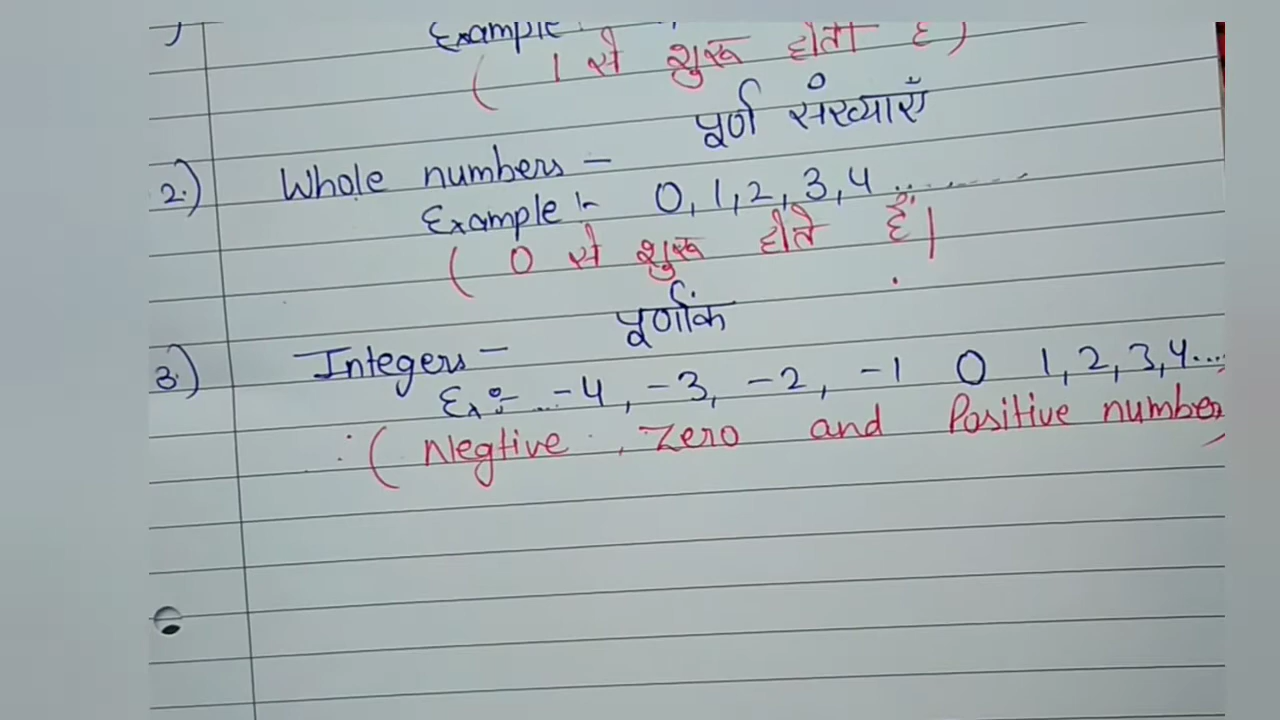 Example
( 1 से शुरू होता है )
पूर्ण संख्याएँ
2.) Whole numbers -
Example :- 0, 1, 2, 3, 4 ............
( 0 से शुरू होते हैं।
पूर्णांक
3.) Integers -
Ex:- ... -4, -3, -2, -1 0 1, 2, 3, 4....
( Negtive , Zero and Positive number